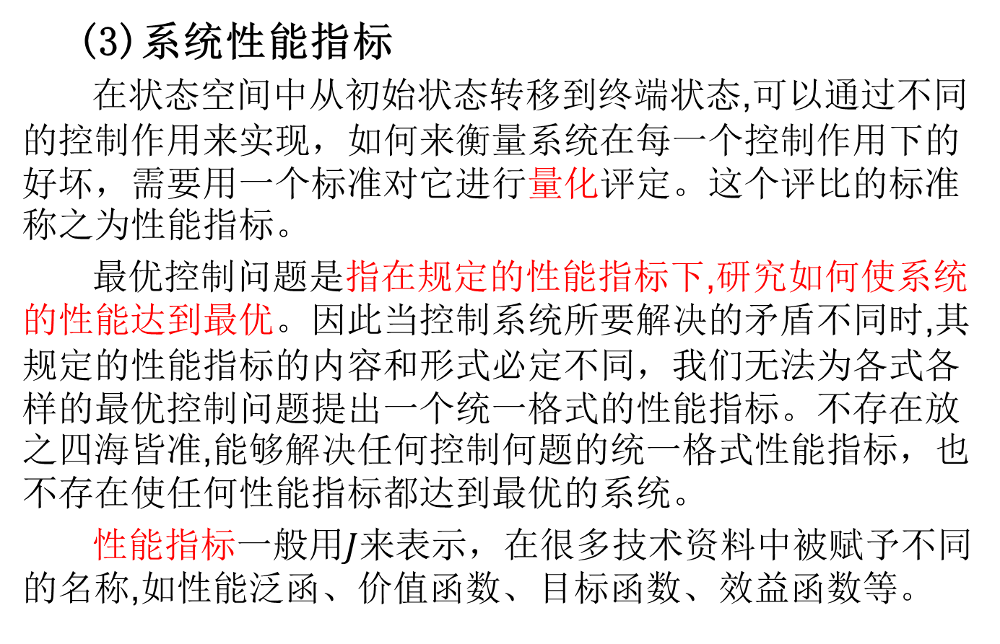 (3)系统性能指标
在状态空间中从初始状态转移到终端状态,可以通过不同
的控制作用来实现，如何来衡量系统在每一个控制作用下的
好坏，需要用一个标准对它进行量化评定。这个评比的标准
称之为性能指标。
最优控制问题是指在规定的性能指标下,研究如何使系统
的性能达到最优。因此当控制系统所要解决的矛盾不同时,其
规定的性能指标的内容和形式必定不同，我们无法为各式各
样的最优控制问题提出一个统一格式的性能指标。不存在放
之四海皆准,能够解决任何控制何题的统一格式性能指标，也
不存在使任何性能指标都达到最优的系统。
性能指标一般用J来表示，在很多技术资料中被赋予不同
的名称,如性能泛函、价值函数、目标函数、效益函数等。